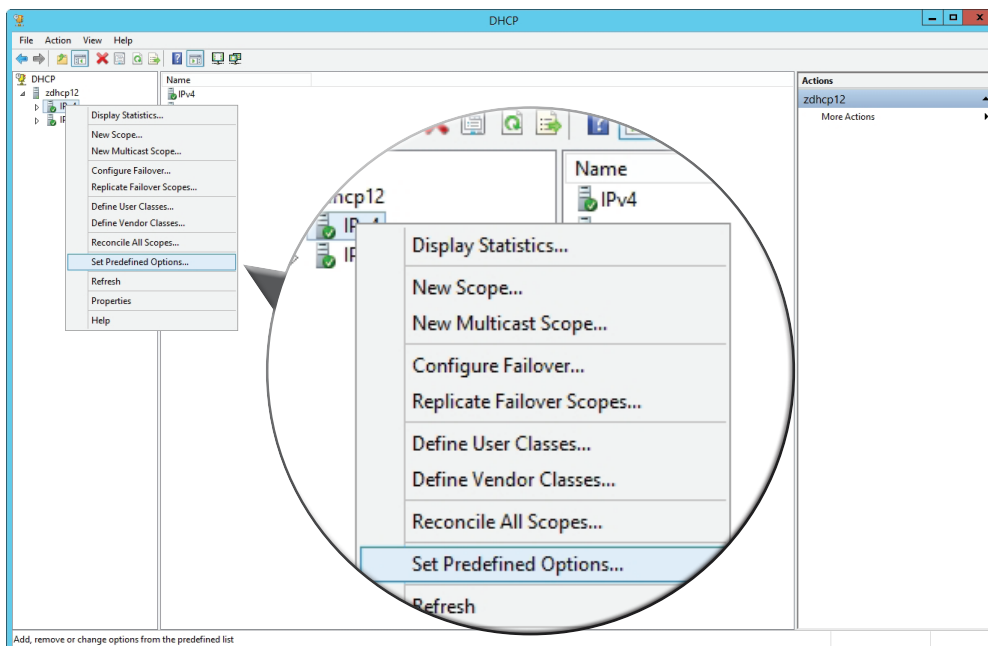 DHCP
File Action View Help
DHCP
zdhcp12
Name
IPv4
Display Statistics...
New Scope...
New Multicast Scope...
Configure Failover...
Replicate Failover Scopes...
Define User Classes...
Define Vendor Classes...
Reconcile All Scopes...
Set Predefined Options...
Refresh
Properties
Help
Actions
zdhcp12
More Actions
Name
IPv4
Display Statistics...
New Scope...
New Multicast Scope...
Configure Failover...
Replicate Failover Scopes...
Define User Classes...
Define Vendor Classes...
Reconcile All Scopes...
Set Predefined Options...
Refresh
Add, remove or change options from the predefined list